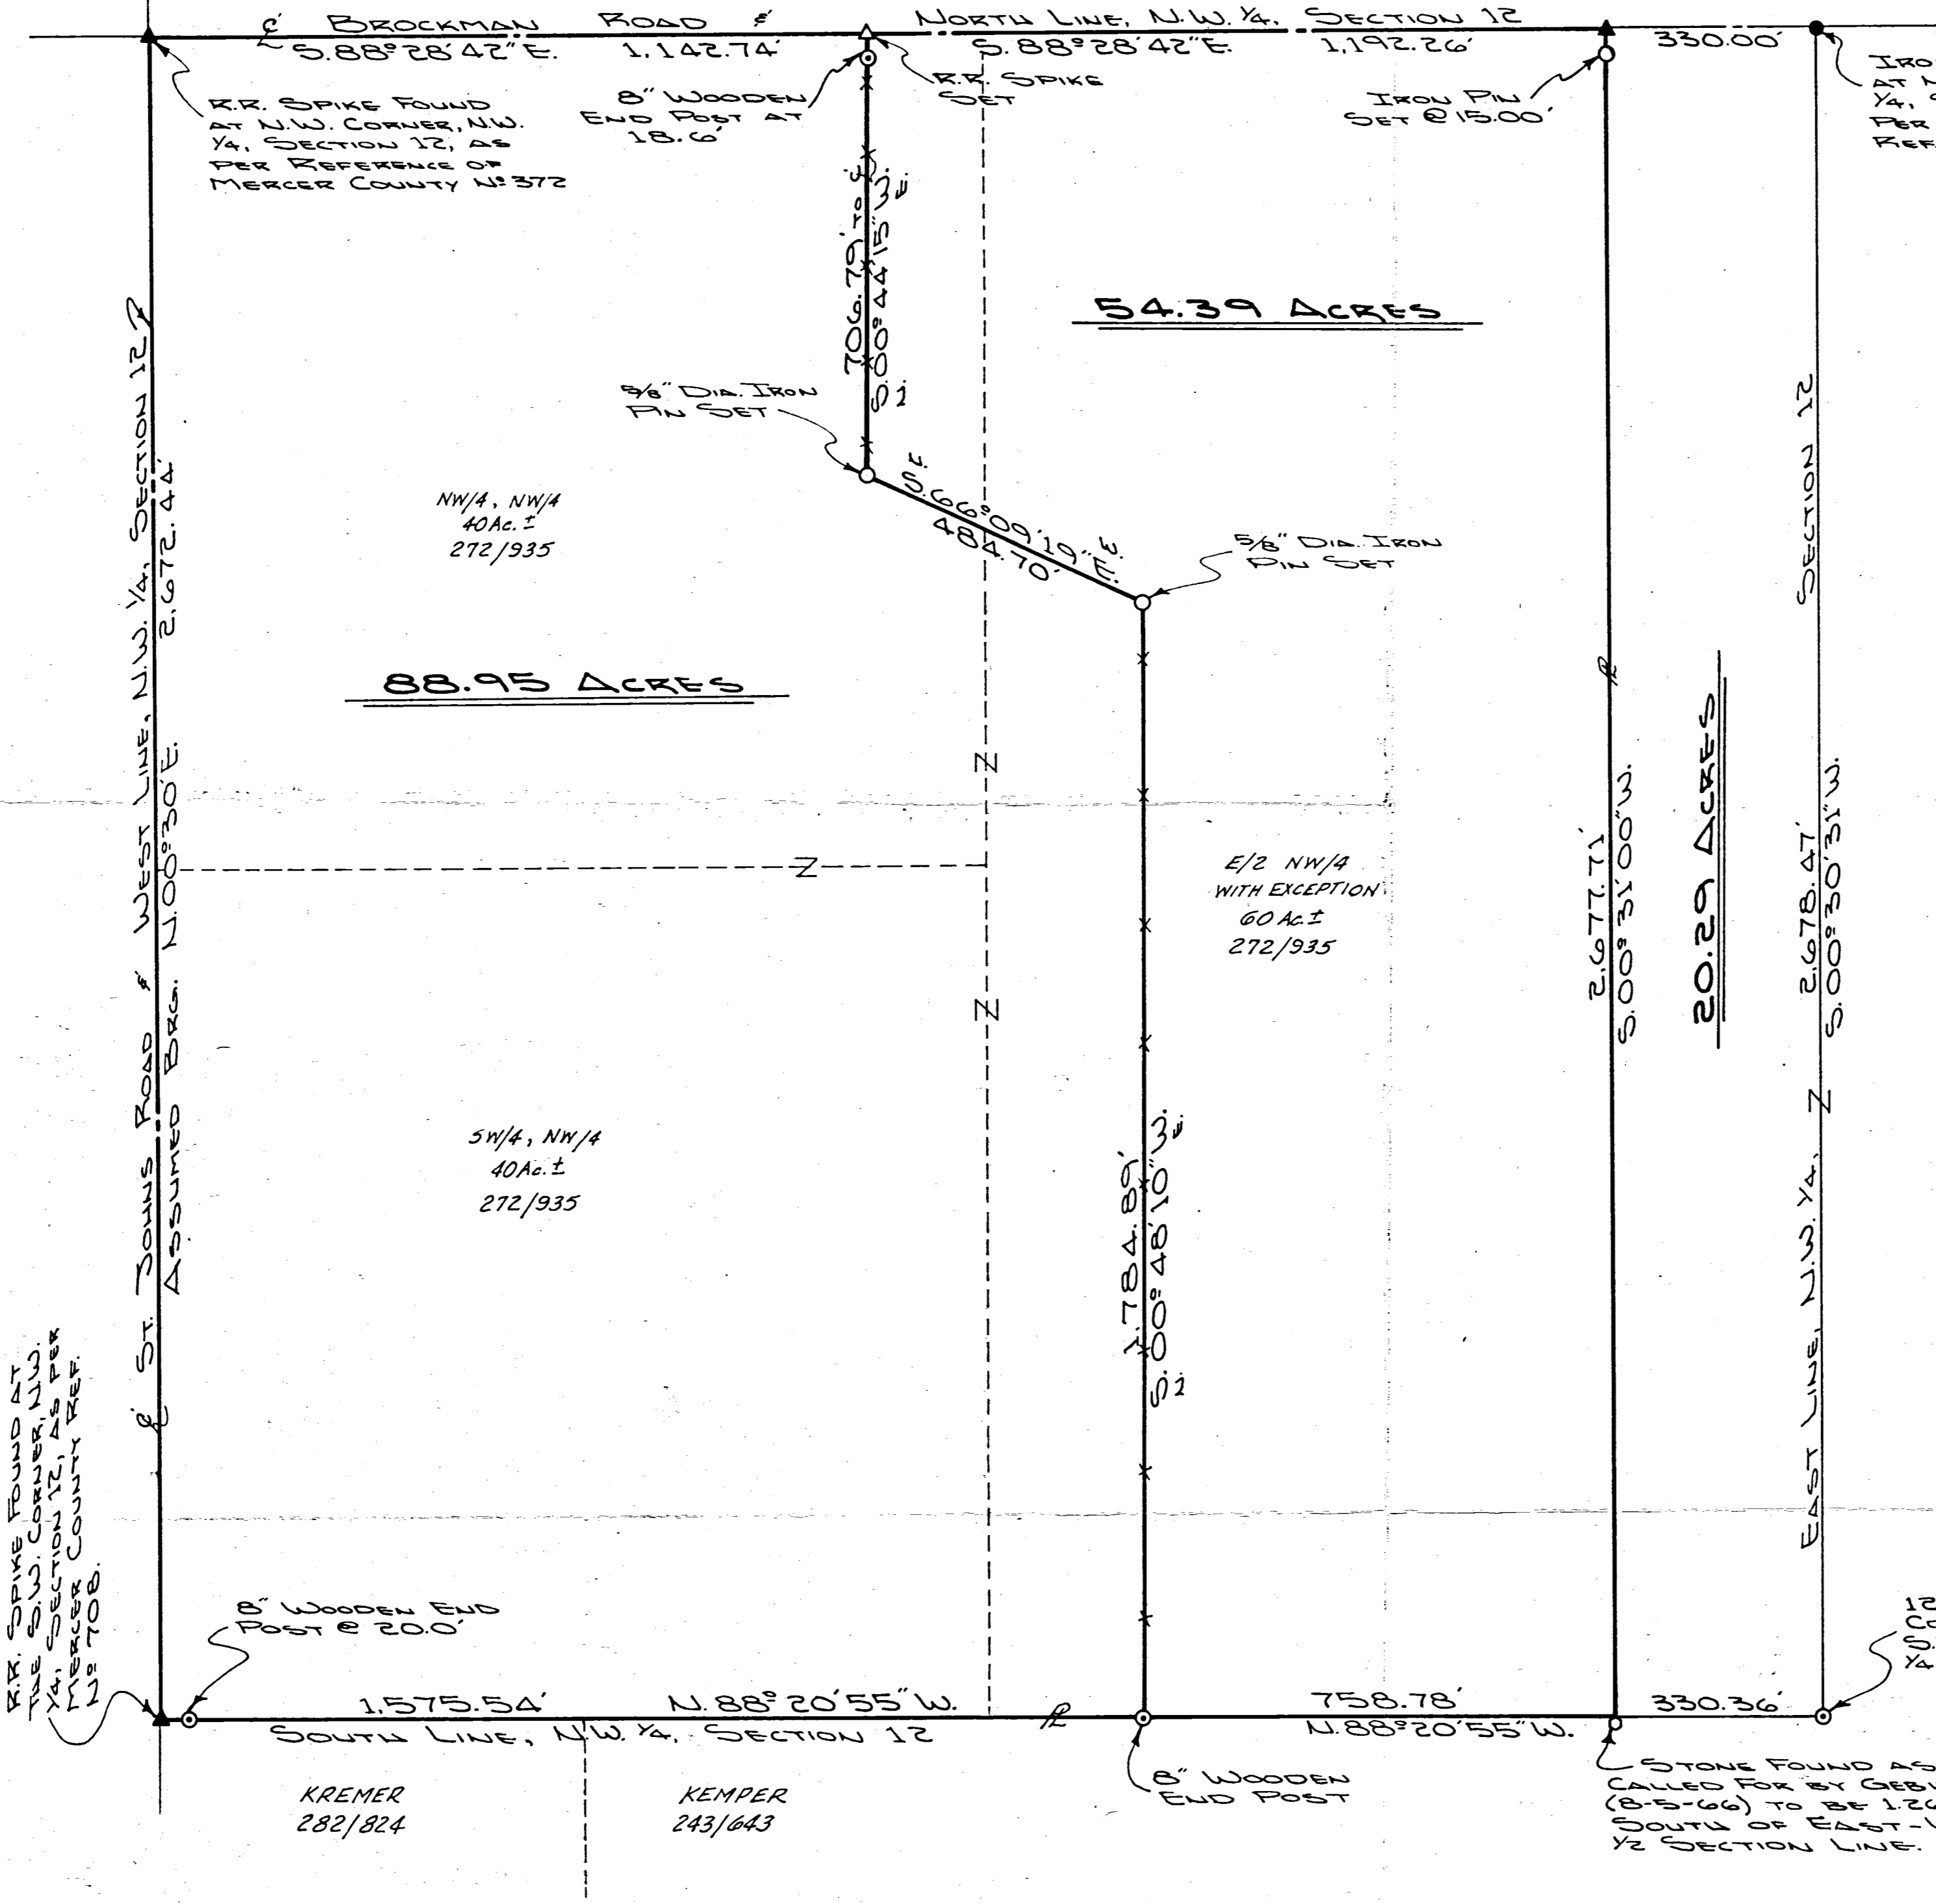 ℄ BROCKMAN ROAD &
S.88°28'42"E. 1,142.74'
NORTH LINE, N.W. ¼, SECTION 12
S.88°28'42"E. 1,192.26'
330.00'
R.R. SPIKE FOUND
AT N.W. CORNER, N.W.
¼, SECTION 12, AS
PER REFERENCE OF
MERCER COUNTY Nº 372
8" WOODEN
END POST AT
18.6'
R.R. SPIKE
SET
IRON PIN
SET @ 15.00'
¼,
PER
706.79' TO ℄
S.00°44'15"W.
54.39 ACRES
5/8" DIA. IRON
PIN SET
S.66°09'19"E.
484.70'
5/8" DIA. IRON
PIN SET
NW/4, NW/4
40 Ac. ±
272/935
88.95 ACRES
ST. JOHNS ROAD & WEST LINE, N.W. ¼, SECTION 12
ASSUMED BRG. N.00°30'E. 2,672.44'
Z
Z
Z
E/2 NW/4
WITH EXCEPTION
60 Ac. ±
272/935
℄
2,677.71'
S.00°31'00"W.
20.29 ACRES
EAST LINE, N.W. ¼, SECTION 12
Z
2,678.47'
S.00°30'31"W.
SW/4, NW/4
40 Ac. ±
272/935
1,784.89'
S.00°48'10"W.
R.R. SPIKE FOUND AT
THE S.W. CORNER, N.W.
¼, SECTION 12, AS PER
MERCER COUNTY REF.
Nº 708.
8" WOODEN END
POST @ 20.0'
1,575.54' N.88°20'55"W.
SOUTH LINE, N.W. ¼, SECTION 12
758.78'
N.88°20'55"W.
330.36'
12
¼
8" WOODEN
END POST
STONE FOUND AS
CALLED FOR BY
(8-5-66) TO BE 1.26
SOUTH OF EAST-
½ SECTION LINE.
KREMER
282/824
KEMPER
243/643